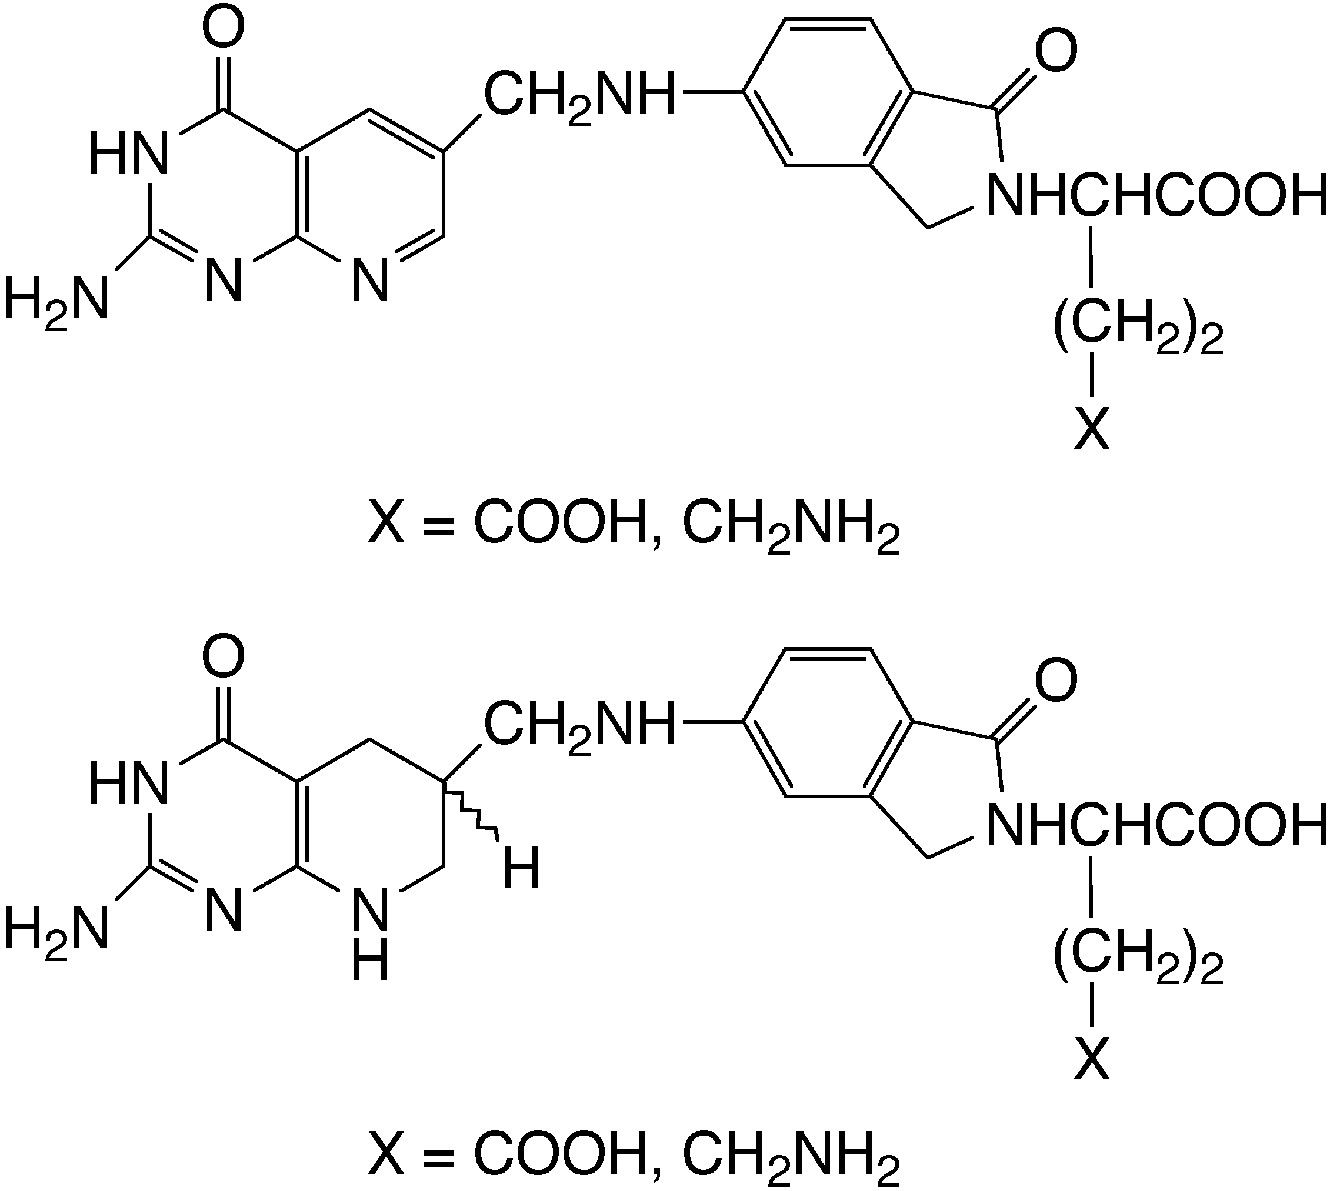 O
CH2NH
O
HN
NHCHCOOH
N
N
H2N
(CH2)2
X
X = COOH, CH2NH2
O
CH2NH
O
HN
NHCHCOOH
H
N
N
H
H2N
(CH2)2
X
X = COOH, CH2NH2